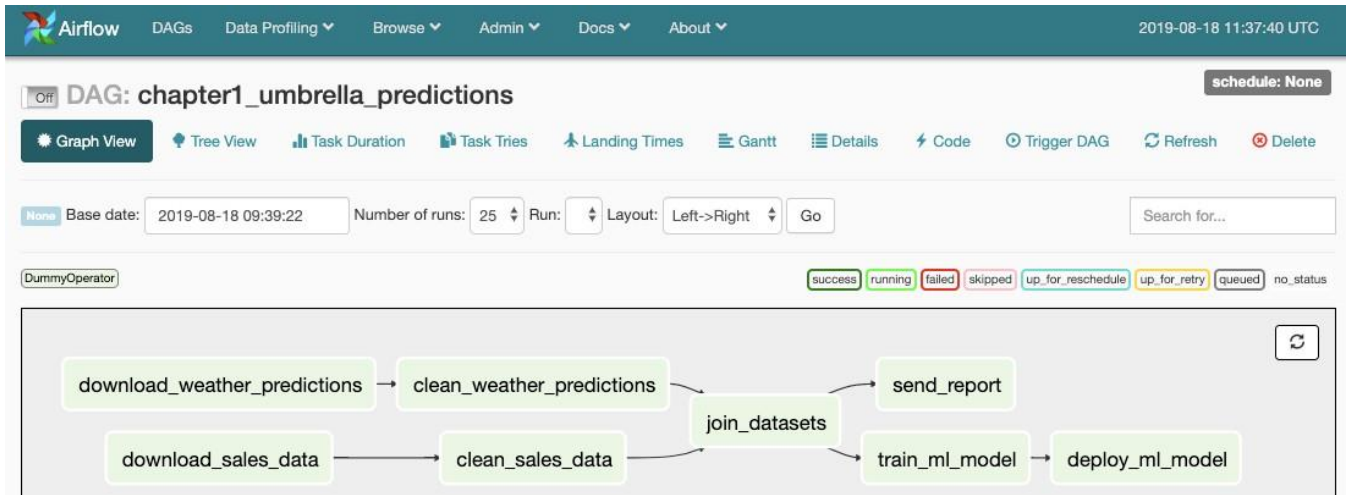 Airflow DAGs Data Profiling Browse Admin Docs About 2019-08-18 11:37:40 UTC
schedule: None
Off DAG: chapter1_umbrella_predictions
Graph View Tree View Task Duration Task Tries Landing Times Gantt Details Code Trigger DAG Refresh Delete
None Base date: 2019-08-18 09:39:22 Number of runs: 25 Run: Layout: Left->Right Go Search for...
DummyOperator success running failed skipped up_for_reschedule up_for_retry queued no_status
download_weather_predictions clean_weather_predictions send_report
join_datasets
download_sales_data clean_sales_data train_ml_model deploy_ml_model